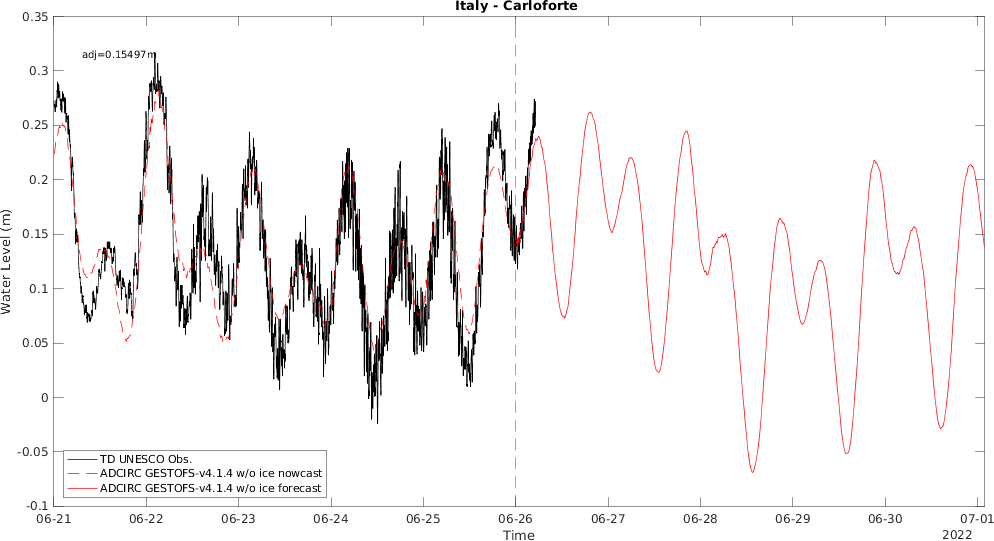 Italy - Carloforte
adj=0.15497m
0.35
0.3
0.25
0.2
0.15
0.1
0.05
0
-0.05
-0.1
Water Level (m)
TD UNESCO Obs.
ADCIRC GESTOFS-v4.1.4 w/o ice nowcast
ADCIRC GESTOFS-v4.1.4 w/o ice forecast
06-21 06-22 06-23 06-24 06-25 06-26 06-27 06-28 06-29 06-30 07-01
Time
2022